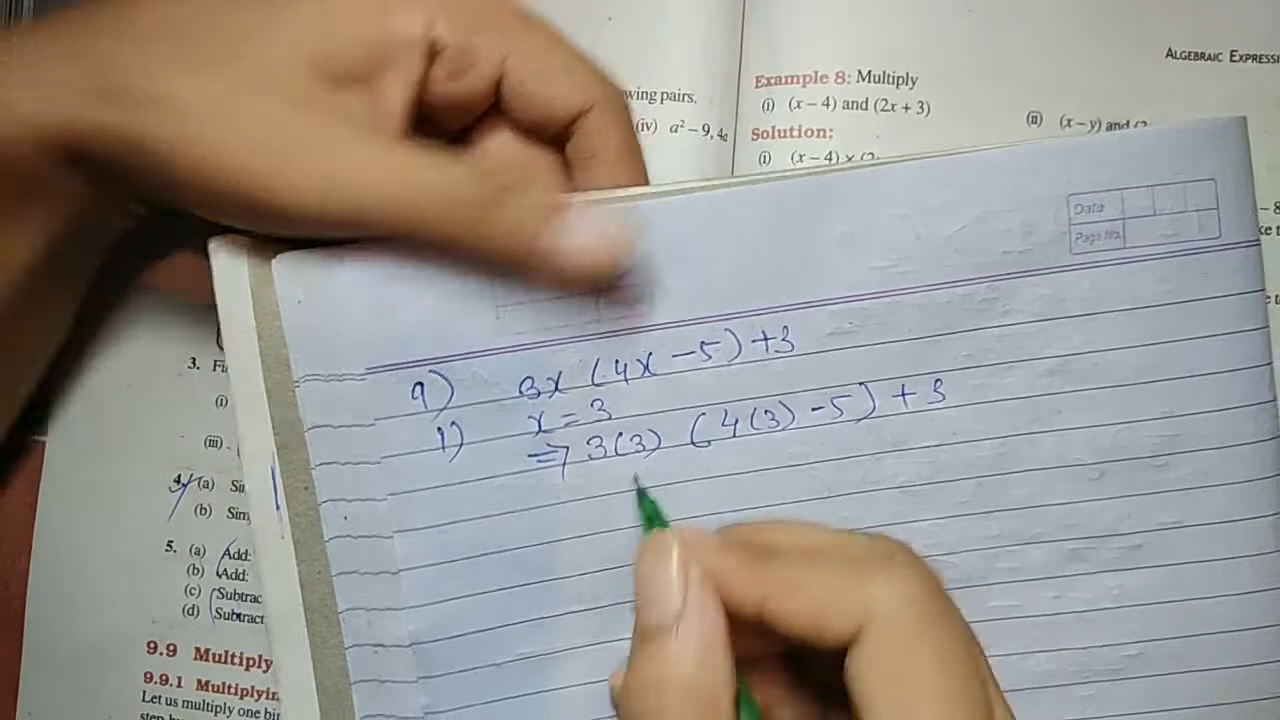 ALGEBRAIC EXPRESSI
wing pairs.
(iv) a² – 9, 4a
Example 8: Multiply
(i) (x – 4) and (2x + 3)
(ii) (x – y) and
Solution:
(i) (x – 4) ×
Date
Page No.
a) 3x (4x – 5) + 3
1) x = 3
⇒ 3(3) (4(3) – 5) + 3
3. Fi
(i)
(iii)
4. (a) Si
(b) Sim
5. (a) Add:
(b) Add:
(c) Subtrac
(d) Subtract
9.9 Multiply
9.9.1 Multiplyin
Let us multiply one bi